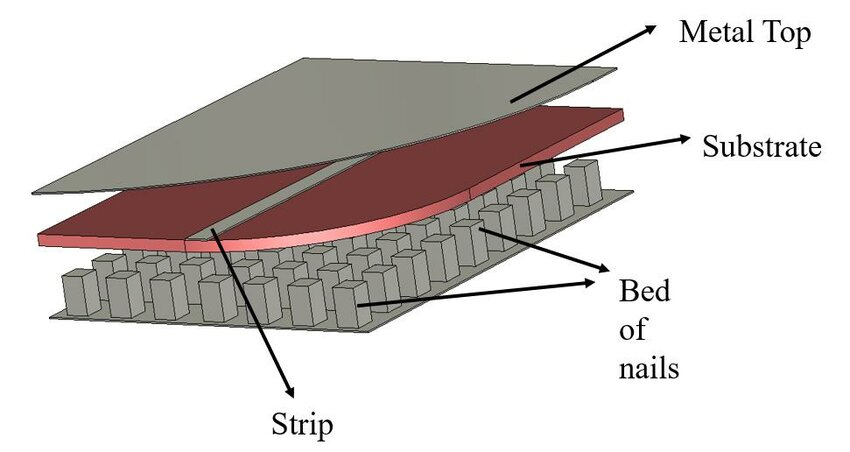 Metal Top
Substrate
Bed
of
nails
Strip